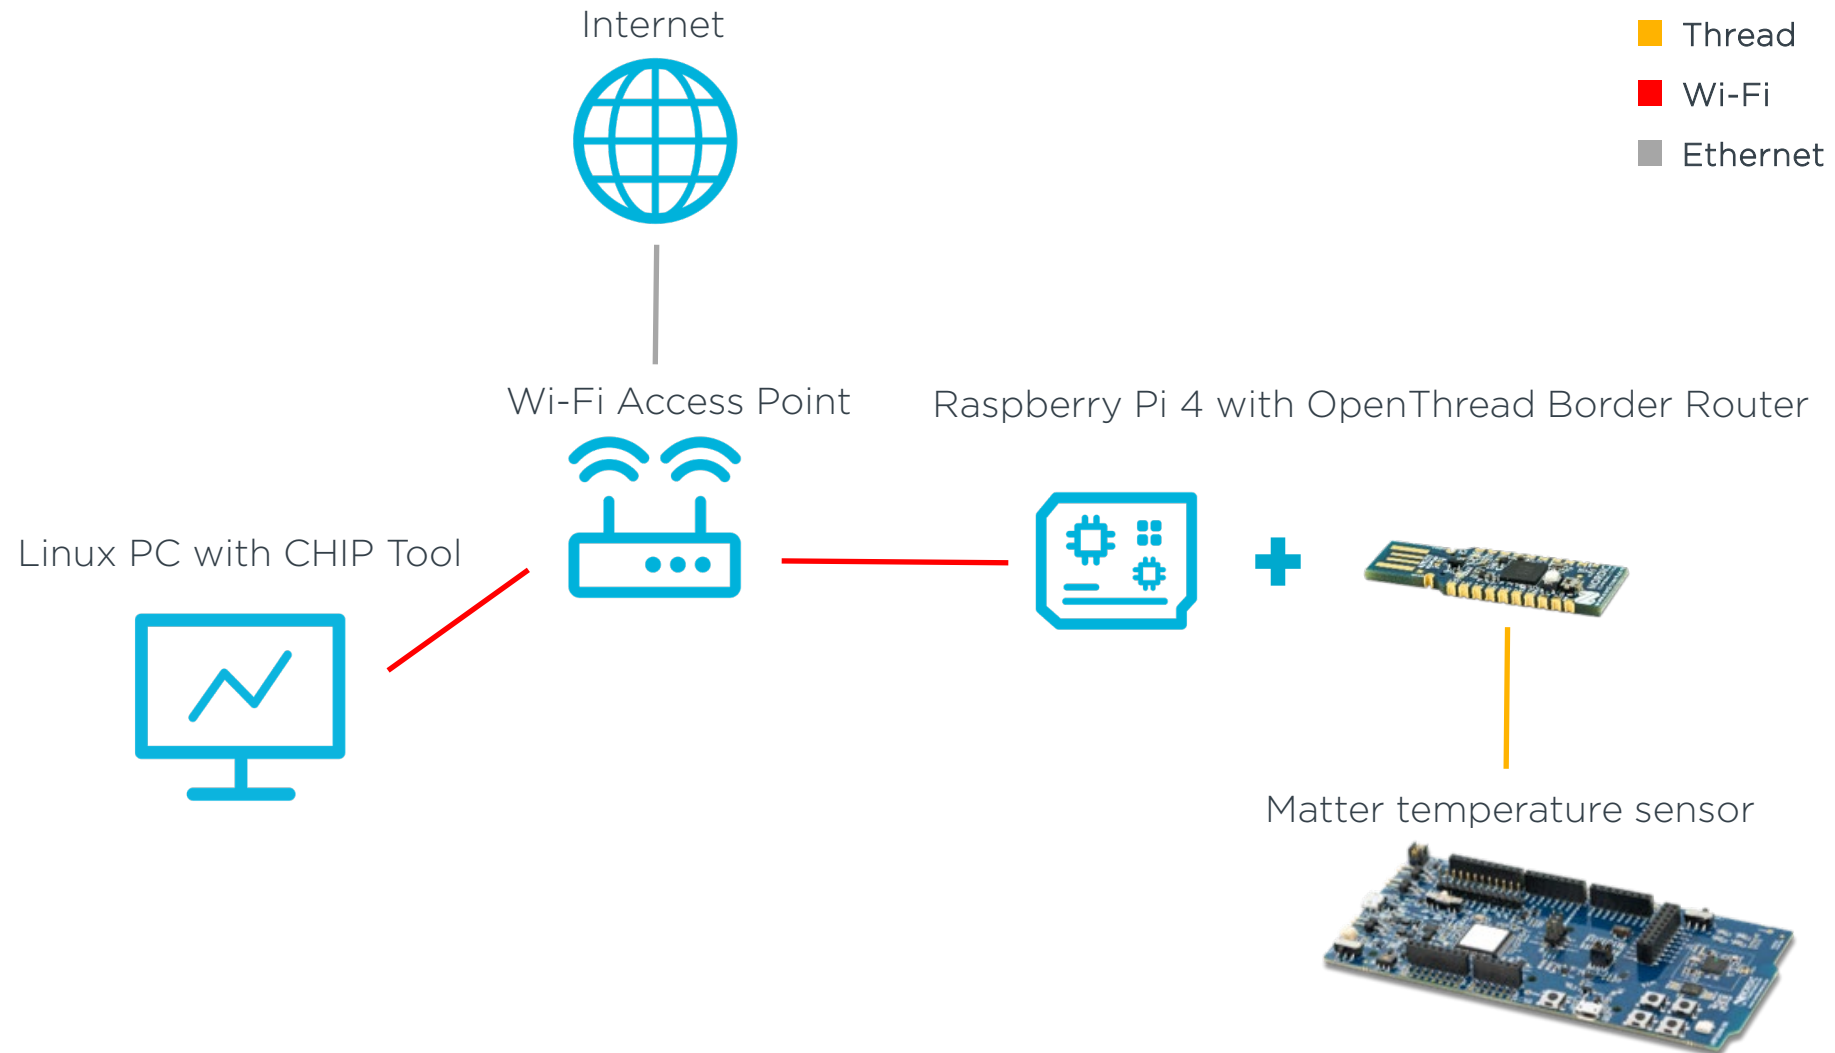 Internet
Thread
Wi-Fi
Ethernet
Wi-Fi Access Point
Raspberry Pi 4 with OpenThread Border Router
Linux PC with CHIP Tool
Matter temperature sensor